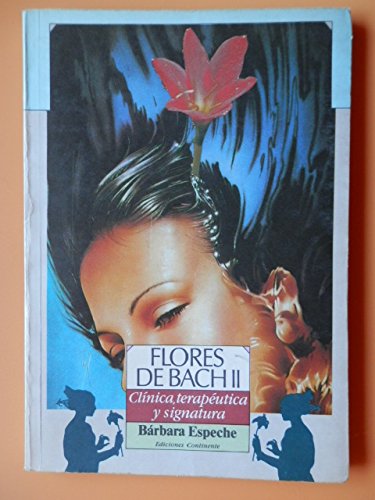 FLORES
DE BACH II
Clínica, terapéutica
y signatura
Bárbara Espeche
Ediciones Continente